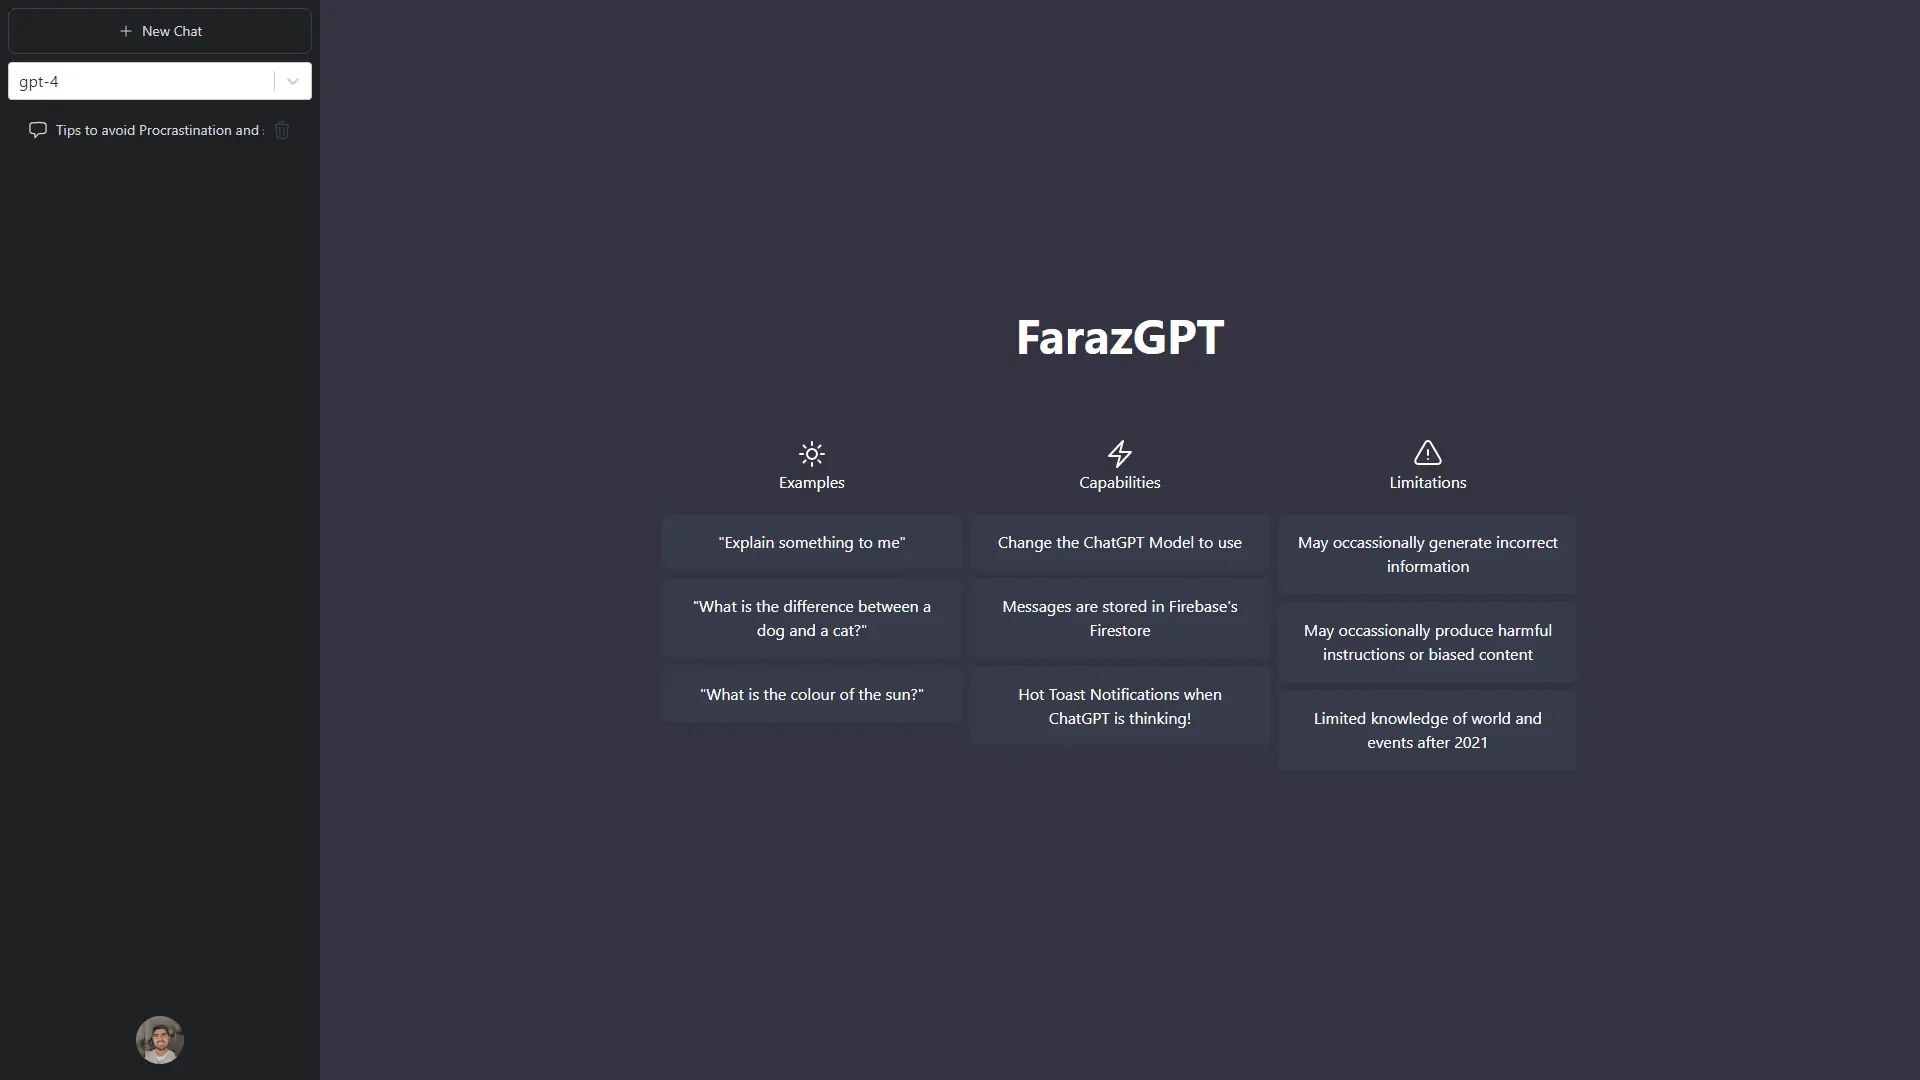 New Chat
gpt-4
Tips to avoid Procrastination and
FarazGPT
Examples
"Explain something to me"
"What is the difference between a
dog and a cat?"
"What is the colour of the sun?"
Capabilities
Change the ChatGPT Model to use
Messages are stored in Firebase's
Firestore
Hot Toast Notifications when
ChatGPT is thinking!
Limitations
May occassionally generate incorrect
information
May occassionally produce harmful
instructions or biased content
Limited knowledge of world and
events after 2021